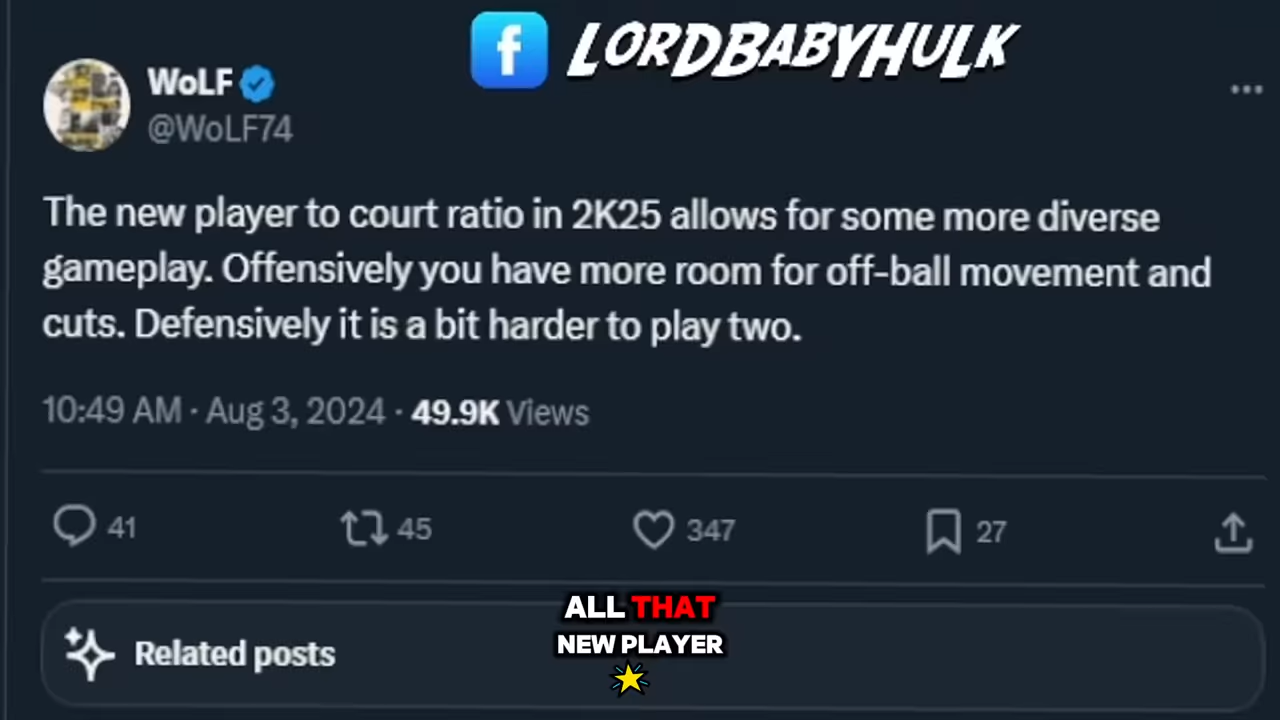 f LORDBABYHULK
WoLF
@WoLF74
The new player to court ratio in 2K25 allows for some more diverse
gameplay. Offensively you have more room for off-ball movement and
cuts. Defensively it is a bit harder to play two.
10:49 AM · Aug 3, 2024 · 49.9K Views
41 45 347 27
ALL THAT
NEW PLAYER
Related posts